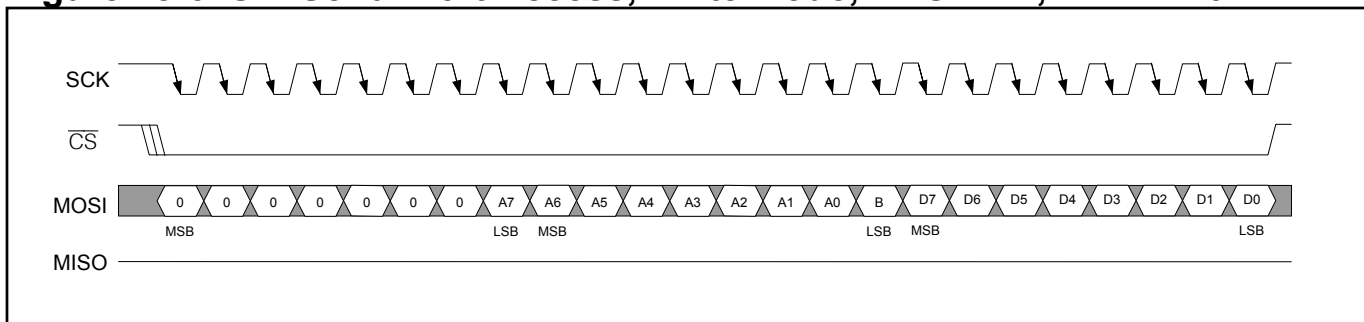 SCK
CS
MOSI 0 0 0 0 0 0 0 A7 A6 A5 A4 A3 A2 A1 A0 B D7 D6 D5 D4 D3 D2 D1 D0
MSB LSB MSB LSB MSB LSB
MISO